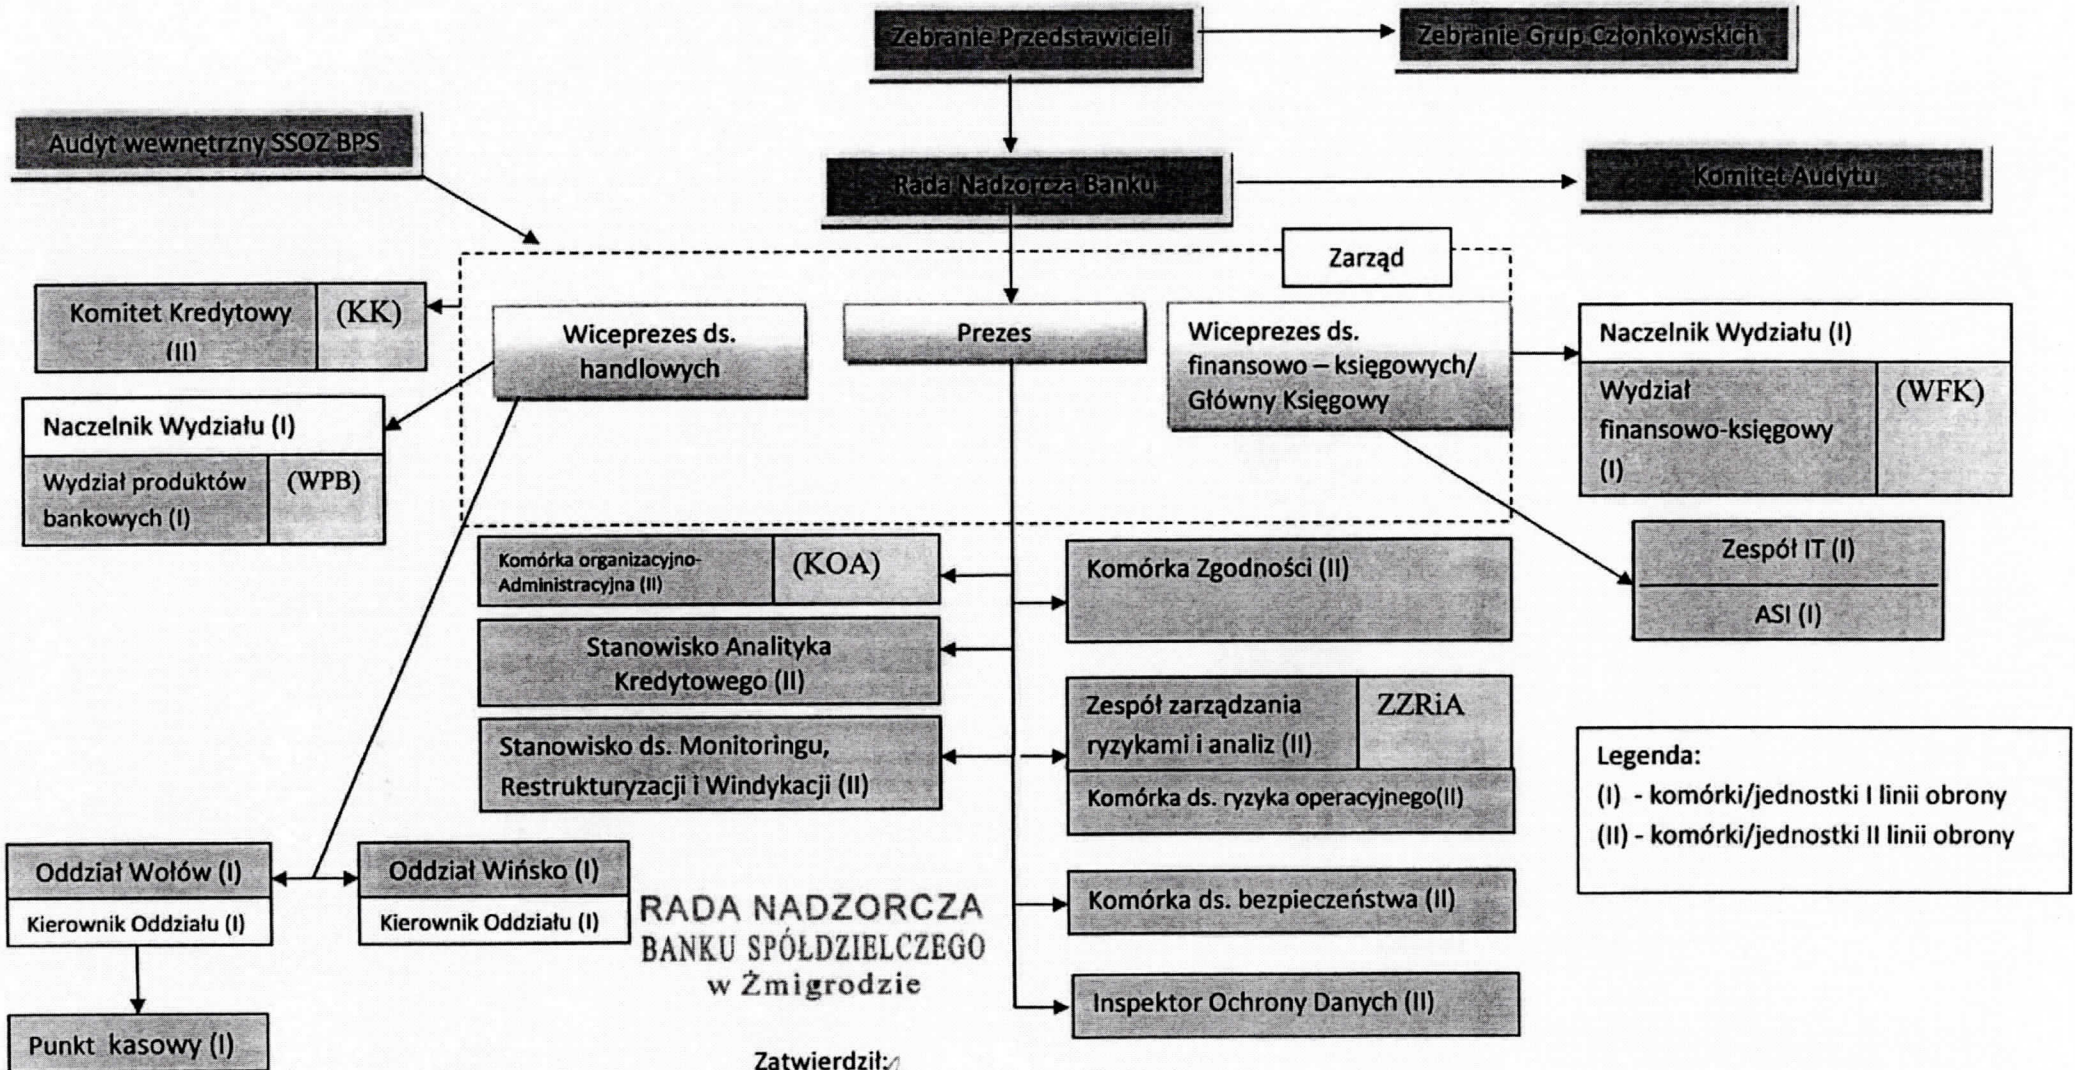 Zebranie Przedstawicieli
Zebranie Grup Członkowskich
Audyt wewnętrzny SSOZ BPS
Rada Nadzorcza Banku
Komitet Audytu
Zarząd
Komitet Kredytowy
(II)
(KK)
Wiceprezes ds.
handlowych
Prezes
Wiceprezes ds.
finansowo – księgowych/
Główny Księgowy
Naczelnik Wydziału (I)
Wydział
finansowo-księgowy
(I)
(WFK)
Naczelnik Wydziału (I)
Wydział produktów
bankowych (I)
(WPB)
Zespół IT (I)
ASI (I)
Komórka organizacyjno-
Administracyjna (II)
(KOA)
Komórka Zgodności (II)
Stanowisko Analityka
Kredytowego (II)
Zespół zarządzania
ryzykami i analiz (II)
ZZRiA
Komórka ds. ryzyka operacyjnego(II)
Stanowisko ds. Monitoringu,
Restrukturyzacji i Windykacji (II)
Legenda:
(I) - komórki/jednostki I linii obrony
(II) - komórki/jednostki II linii obrony
Oddział Wołów (I)
Kierownik Oddziału (I)
Oddział Wińsko (I)
Kierownik Oddziału (I)
Komórka ds. bezpieczeństwa (II)
RADA NADZORCZA
BANKU SPÓŁDZIELCZEGO
w Żmigrodzie
Inspektor Ochrony Danych (II)
Punkt kasowy (I)
Zatwierdził: